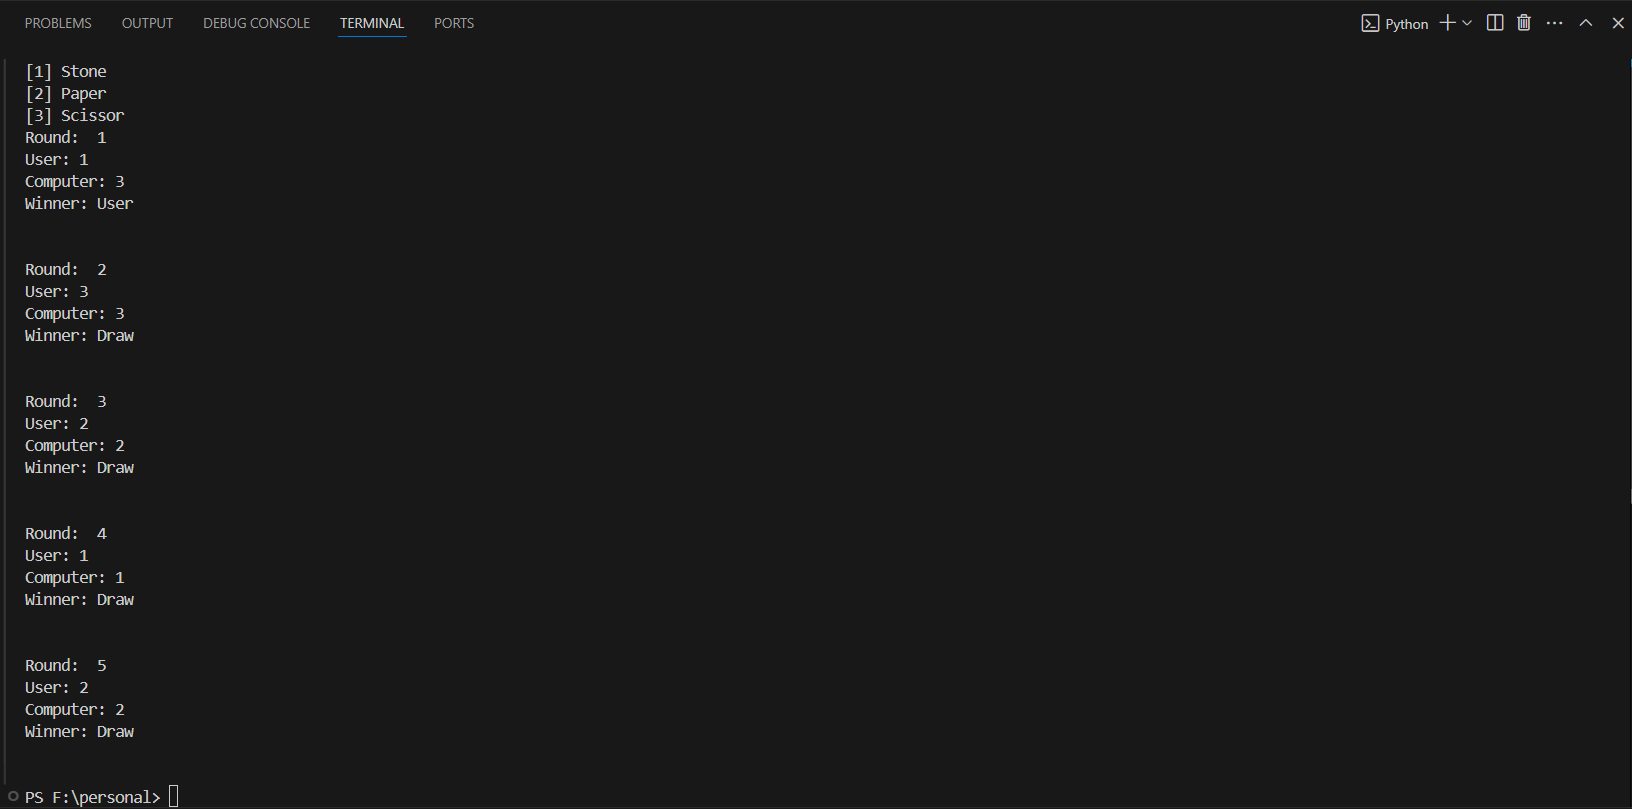 PROBLEMS OUTPUT DEBUG CONSOLE TERMINAL PORTS Python
[1] Stone
[2] Paper
[3] Scissor
Round:  1
User: 1
Computer: 3
Winner: User
Round:  2
User: 3
Computer: 3
Winner: Draw
Round:  3
User: 2
Computer: 2
Winner: Draw
Round:  4
User: 1
Computer: 1
Winner: Draw
Round:  5
User: 2
Computer: 2
Winner: Draw
PS F:\personal>